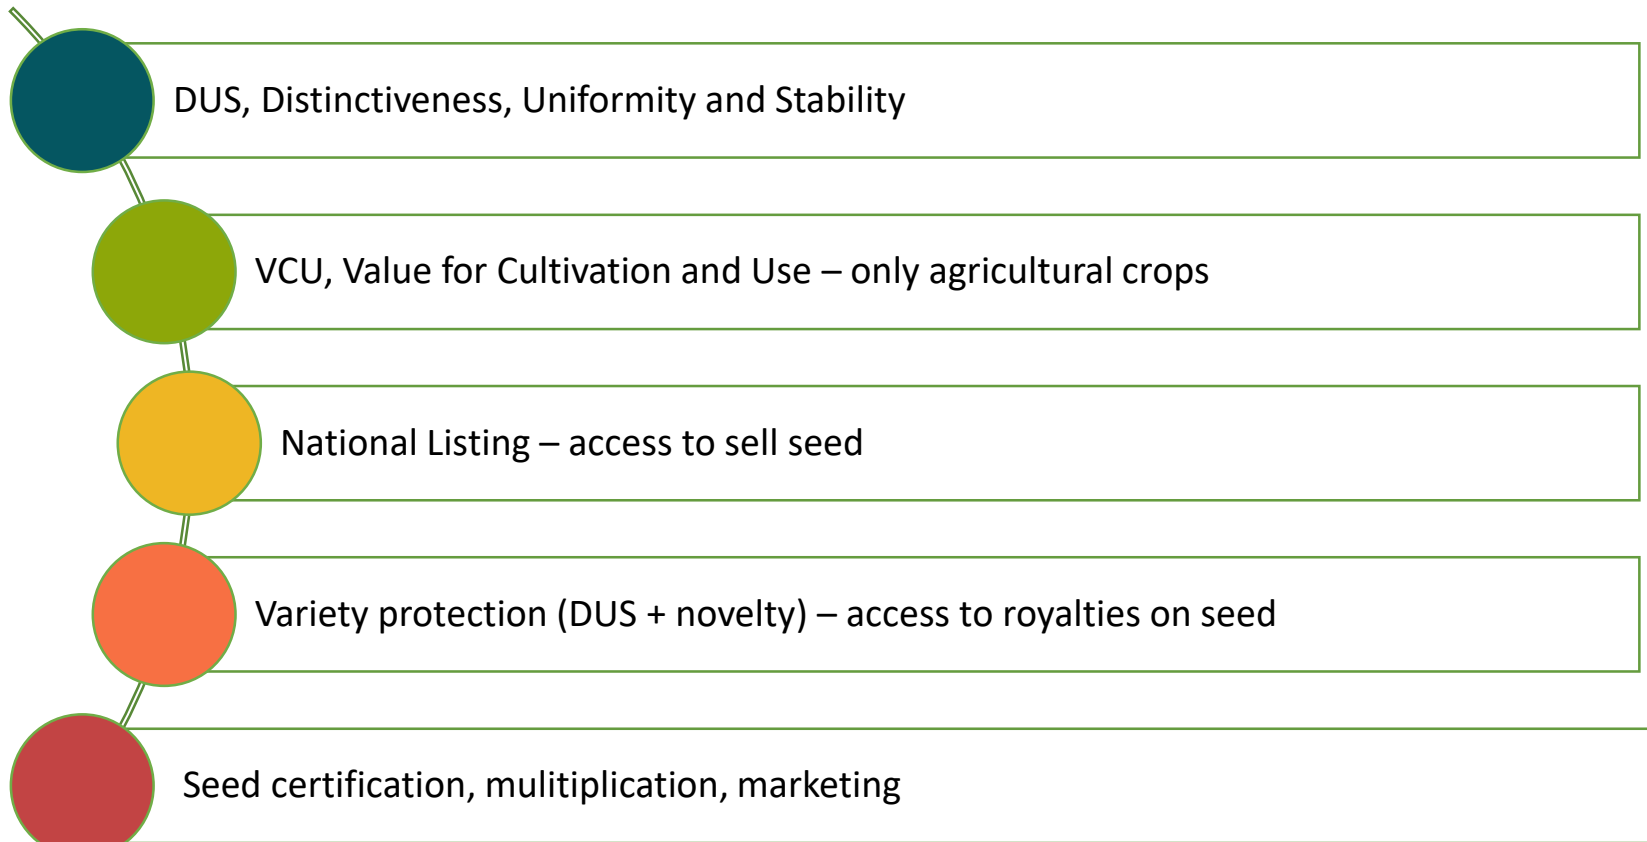 DUS, Distinctiveness, Uniformity and Stability
VCU, Value for Cultivation and Use – only agricultural crops
National Listing – access to sell seed
Variety protection (DUS + novelty) – access to royalties on seed
Seed certification, mulitiplication, marketing